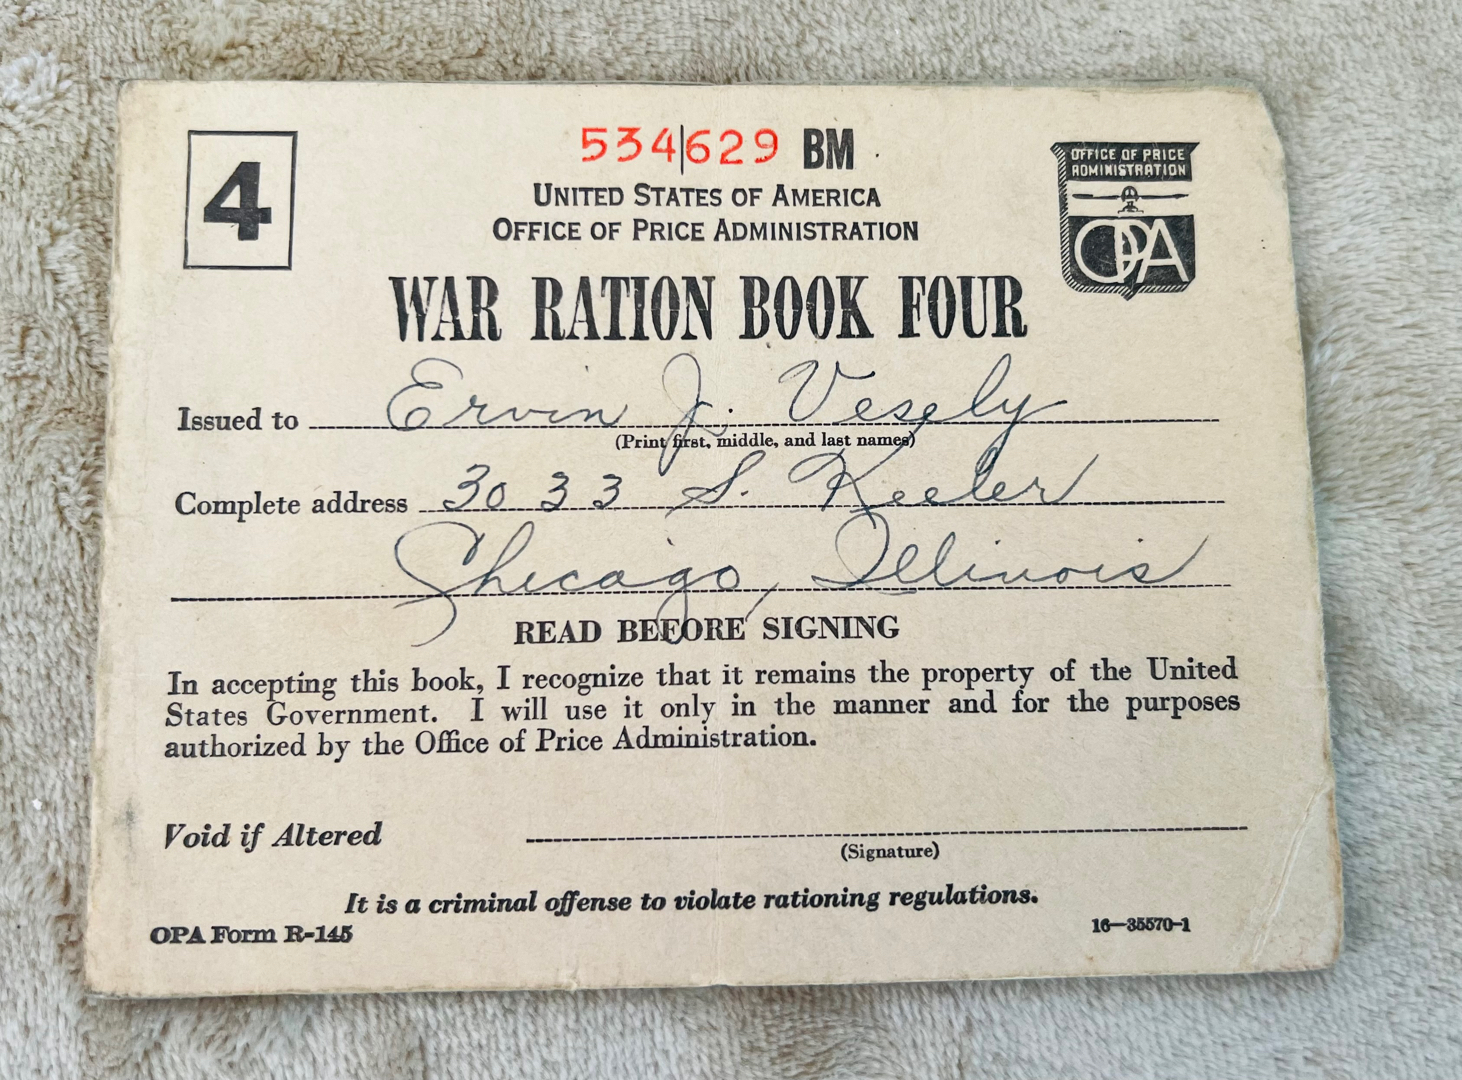 4
534629 BM
UNITED STATES OF AMERICA
OFFICE OF PRICE ADMINISTRATION
OFFICE OF PRICE
ADMINISTRATION
OPA
WAR RATION BOOK FOUR
Issued to Ervin J. Vesely
(Print first, middle, and last names)
Complete address 3033 S. Keeler
Chicago, Illinois
READ BEFORE SIGNING
In accepting this book, I recognize that it remains the property of the United
States Government. I will use it only in the manner and for the purposes
authorized by the Office of Price Administration.
Void if Altered
(Signature)
It is a criminal offense to violate rationing regulations.
OPA Form R-145
16—35570-1